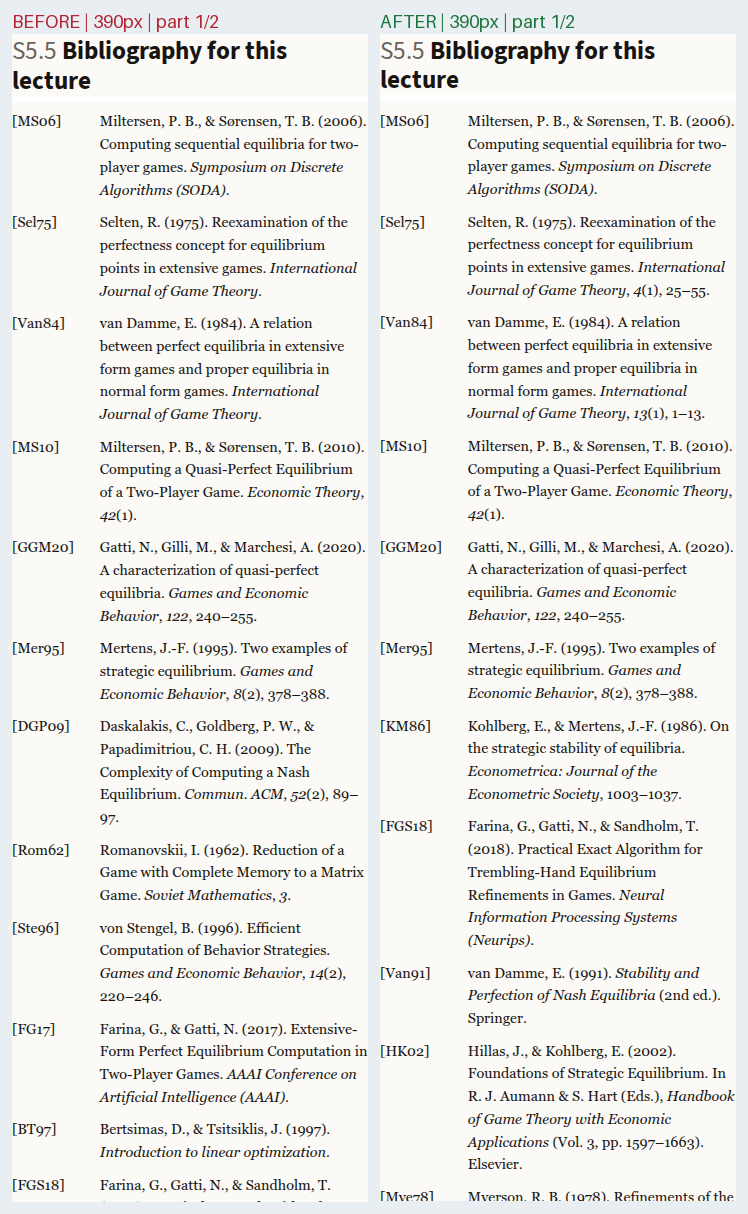 BEFORE | 390px | part 1/2
S5.5 Bibliography for this
lecture
[MS06] Miltersen, P. B., & Sørensen, T. B. (2006).
Computing sequential equilibria for two-
player games. Symposium on Discrete
Algorithms (SODA).
[Sel75] Selten, R. (1975). Reexamination of the
perfectness concept for equilibrium
points in extensive games. International
Journal of Game Theory.
[Van84] van Damme, E. (1984). A relation
between perfect equilibria in extensive
form games and proper equilibria in
normal form games. International
Journal of Game Theory.
[MS10] Miltersen, P. B., & Sørensen, T. B. (2010).
Computing a Quasi-Perfect Equilibrium
of a Two-Player Game. Economic Theory,
42(1).
[GGM20] Gatti, N., Gilli, M., & Marchesi, A. (2020).
A characterization of quasi-perfect
equilibria. Games and Economic
Behavior, 122, 240–255.
[Mer95] Mertens, J.-F. (1995). Two examples of
strategic equilibrium. Games and
Economic Behavior, 8(2), 378–388.
[DGP09] Daskalakis, C., Goldberg, P. W., &
Papadimitriou, C. H. (2009). The
Complexity of Computing a Nash
Equilibrium. Commun. ACM, 52(2), 89–
97.
[Rom62] Romanovskii, I. (1962). Reduction of a
Game with Complete Memory to a Matrix
Game. Soviet Mathematics, 3.
[Ste96] von Stengel, B. (1996). Efficient
Computation of Behavior Strategies.
Games and Economic Behavior, 14(2),
220–246.
[FG17] Farina, G., & Gatti, N. (2017). Extensive-
Form Perfect Equilibrium Computation in
Two-Player Games. AAAI Conference on
Artificial Intelligence (AAAI).
[BT97] Bertsimas, D., & Tsitsiklis, J. (1997).
Introduction to linear optimization.
[FGS18] Farina, G., Gatti, N., & Sandholm, T.
AFTER | 390px | part 1/2
S5.5 Bibliography for this
lecture
[MS06] Miltersen, P. B., & Sørensen, T. B. (2006).
Computing sequential equilibria for two-
player games. Symposium on Discrete
Algorithms (SODA).
[Sel75] Selten, R. (1975). Reexamination of the
perfectness concept for equilibrium
points in extensive games. International
Journal of Game Theory, 4(1), 25–55.
[Van84] van Damme, E. (1984). A relation
between perfect equilibria in extensive
form games and proper equilibria in
normal form games. International
Journal of Game Theory, 13(1), 1–13.
[MS10] Miltersen, P. B., & Sørensen, T. B. (2010).
Computing a Quasi-Perfect Equilibrium
of a Two-Player Game. Economic Theory,
42(1).
[GGM20] Gatti, N., Gilli, M., & Marchesi, A. (2020).
A characterization of quasi-perfect
equilibria. Games and Economic
Behavior, 122, 240–255.
[Mer95] Mertens, J.-F. (1995). Two examples of
strategic equilibrium. Games and
Economic Behavior, 8(2), 378–388.
[KM86] Kohlberg, E., & Mertens, J.-F. (1986). On
the strategic stability of equilibria.
Econometrica: Journal of the
Econometric Society, 1003–1037.
[FGS18] Farina, G., Gatti, N., & Sandholm, T.
(2018). Practical Exact Algorithm for
Trembling-Hand Equilibrium
Refinements in Games. Neural
Information Processing Systems
(Neurips).
[Van91] van Damme, E. (1991). Stability and
Perfection of Nash Equilibria (2nd ed.).
Springer.
[HK02] Hillas, J., & Kohlberg, E. (2002).
Foundations of Strategic Equilibrium. In
R. J. Aumann & S. Hart (Eds.), Handbook
of Game Theory with Economic
Applications (Vol. 3, pp. 1597–1663).
Elsevier.
[Mye78] Myerson, R. B. (1978). Refinements of the